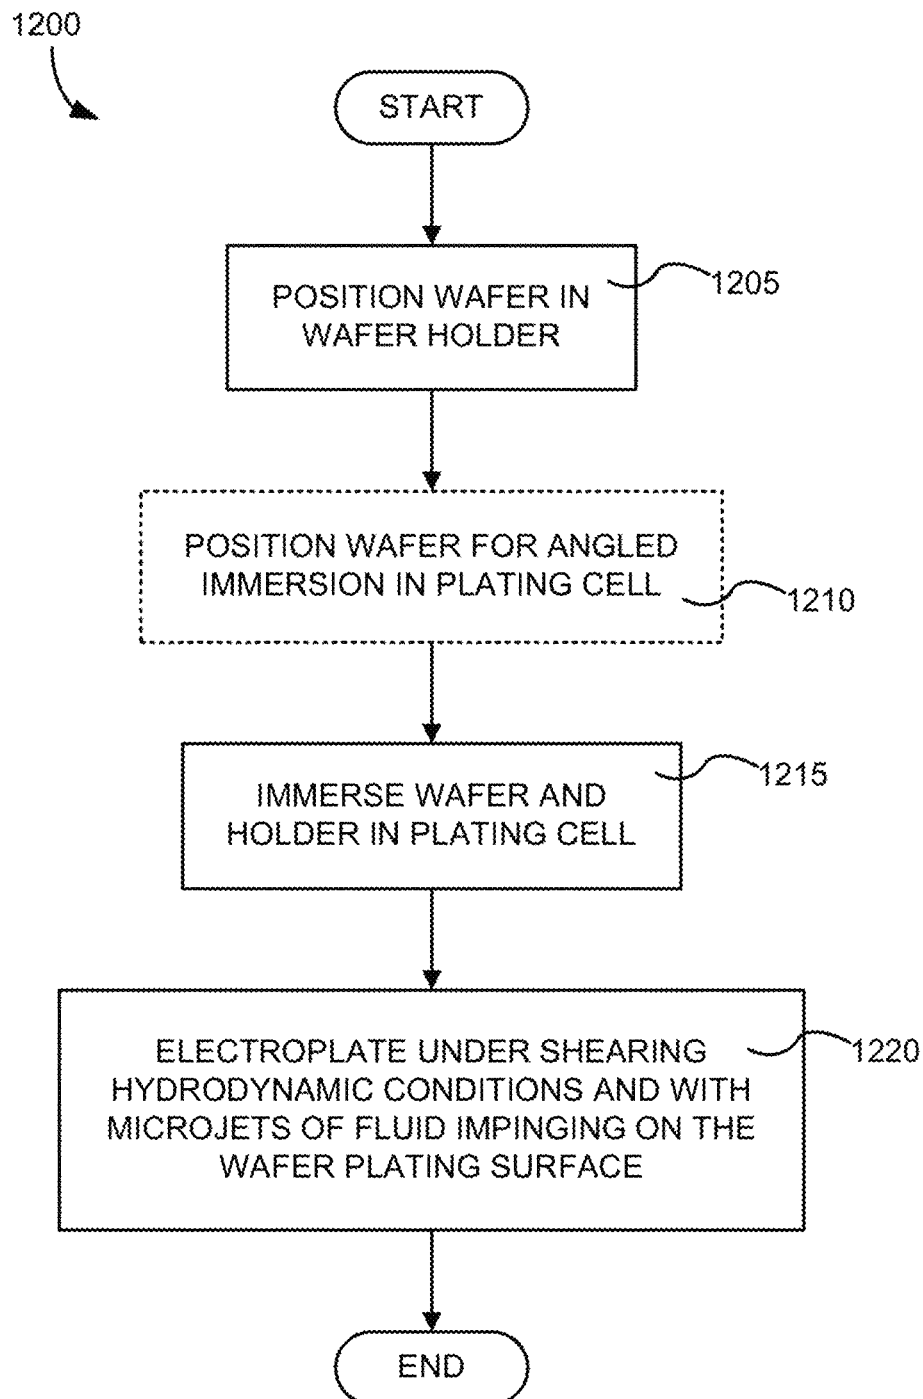 1200
START
POSITION WAFER IN
WAFER HOLDER
1205
POSITION WAFER FOR ANGLED
IMMERSION IN PLATING CELL
1210
IMMERSE WAFER AND
HOLDER IN PLATING CELL
1215
ELECTROPLATE UNDER SHEARING
HYDRODYNAMIC CONDITIONS AND WITH
MICROJETS OF FLUID IMPINGING ON THE
WAFER PLATING SURFACE
1220
END